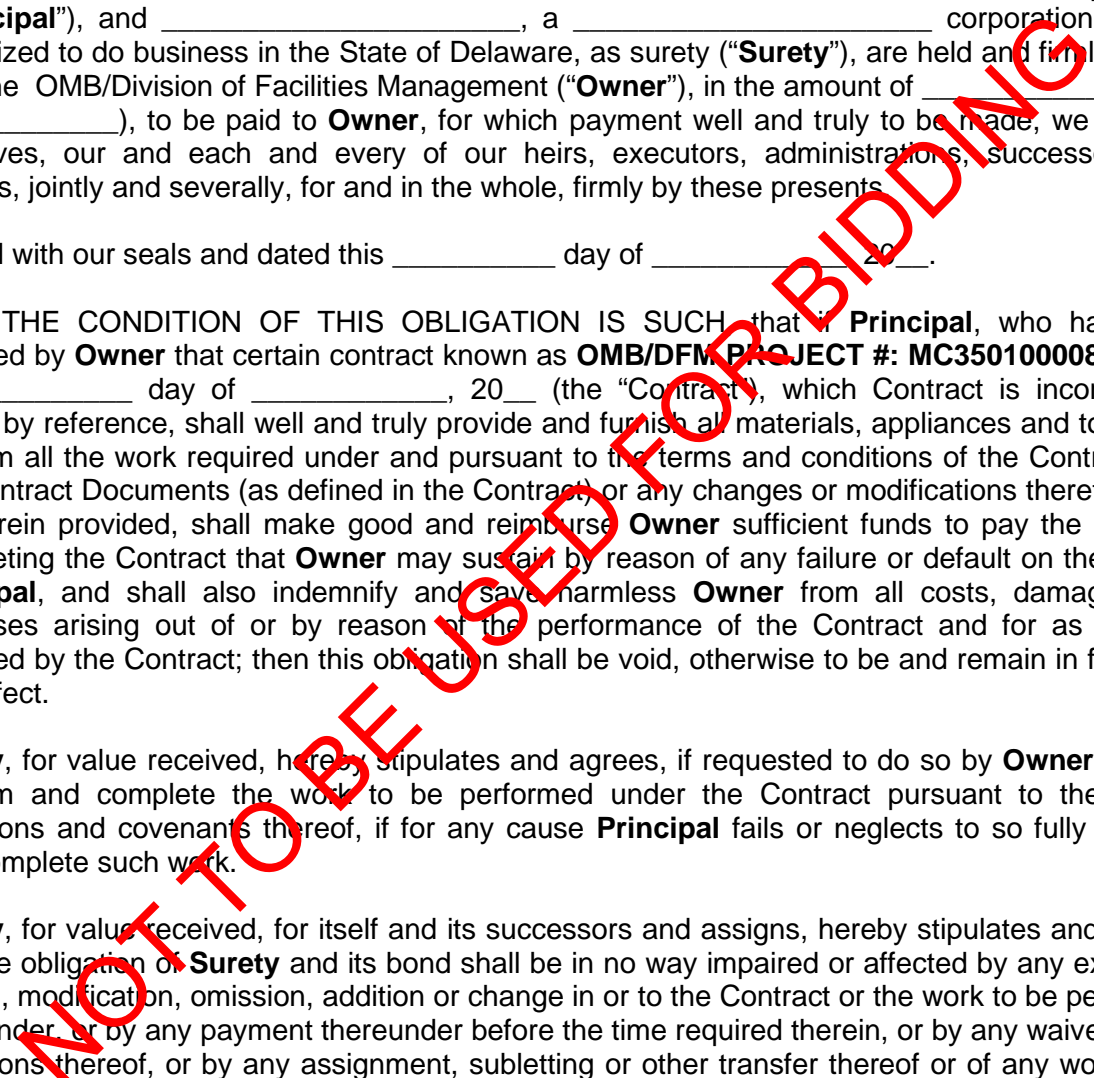 cipal”), and ______________________, a ______________________ corporation
ized to do business in the State of Delaware, as surety (“Surety”), are held and firml
ne OMB/Division of Facilities Management (“Owner”), in the amount of ___________
________), to be paid to Owner, for which payment well and truly to be made, we
ves, our and each and every of our heirs, executors, administrations, success
s, jointly and severally, for and in the whole, firmly by these presents.
l with our seals and dated this __________ day of ____________, 20__.
THE CONDITION OF THIS OBLIGATION IS SUCH, that if Principal, who ha
ed by Owner that certain contract known as OMB/DFM PROJECT #: MC3501000008
________ day of ____________, 20__ (the “Contract”), which Contract is incor
by reference, shall well and truly provide and furnish all materials, appliances and to
m all the work required under and pursuant to the terms and conditions of the Contr
ntract Documents (as defined in the Contract) or any changes or modifications theret
rein provided, shall make good and reimburse Owner sufficient funds to pay the
eting the Contract that Owner may sustain by reason of any failure or default on the
pal, and shall also indemnify and save harmless Owner from all costs, damag
ses arising out of or by reason of the performance of the Contract and for as
ed by the Contract; then this obligation shall be void, otherwise to be and remain in f
fect.
y, for value received, hereby stipulates and agrees, if requested to do so by Owner
m and complete the work to be performed under the Contract pursuant to the
ons and covenants thereof, if for any cause Principal fails or neglects to so fully
omplete such work.
y, for value received, for itself and its successors and assigns, hereby stipulates and
e obligation of Surety and its bond shall be in no way impaired or affected by any ex
, modification, omission, addition or change in or to the Contract or the work to be pe
nder, or by any payment thereunder before the time required therein, or by any waive
ons thereof, or by any assignment, subletting or other transfer thereof or of any wo
NOT TO BE USED FOR BIDDING